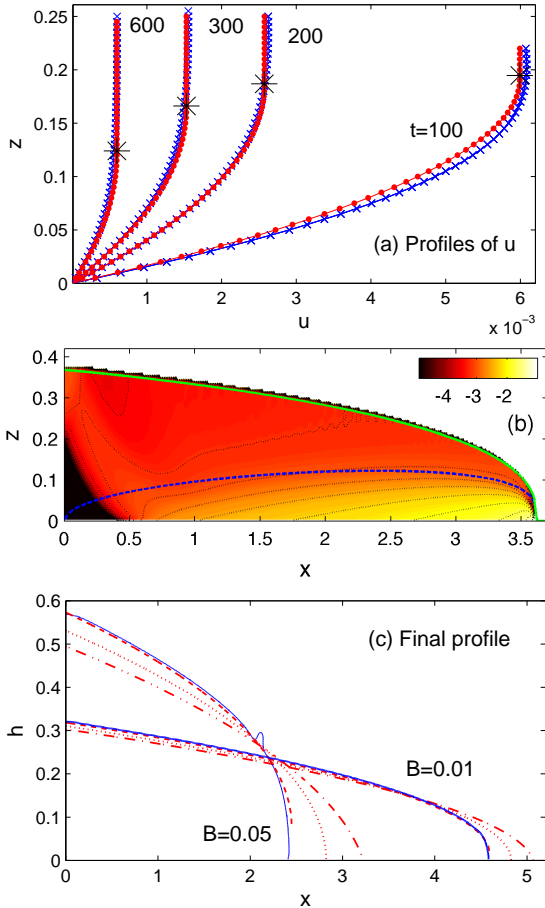 0.25
0.2
0.15
0.1
0.05
0
z
600
300
200
t=100
(a) Profiles of u
1 2 3 4 5 6
u
x 10⁻³
0.4
0.3
0.2
0.1
0
z
-4 -2
(b)
0 0.5 1 1.5 2 2.5 3 3.5
x
0.6
0.5
0.4
0.3
0.2
0.1
0
h
(c) Final profile
B=0.01
B=0.05
0 1 2 3 4 5
x